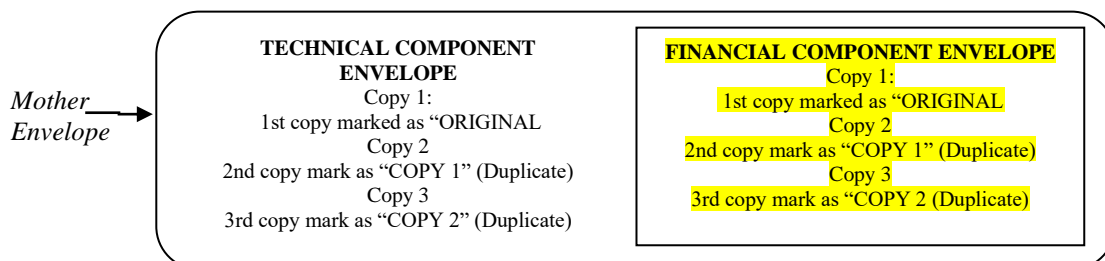 Mother
Envelope
TECHNICAL COMPONENT
ENVELOPE
Copy 1:
1st copy marked as “ORIGINAL
Copy 2
2nd copy mark as “COPY 1” (Duplicate)
Copy 3
3rd copy mark as “COPY 2” (Duplicate)
FINANCIAL COMPONENT ENVELOPE
Copy 1:
1st copy marked as “ORIGINAL
Copy 2
2nd copy mark as “COPY 1” (Duplicate)
Copy 3
3rd copy mark as “COPY 2 (Duplicate)